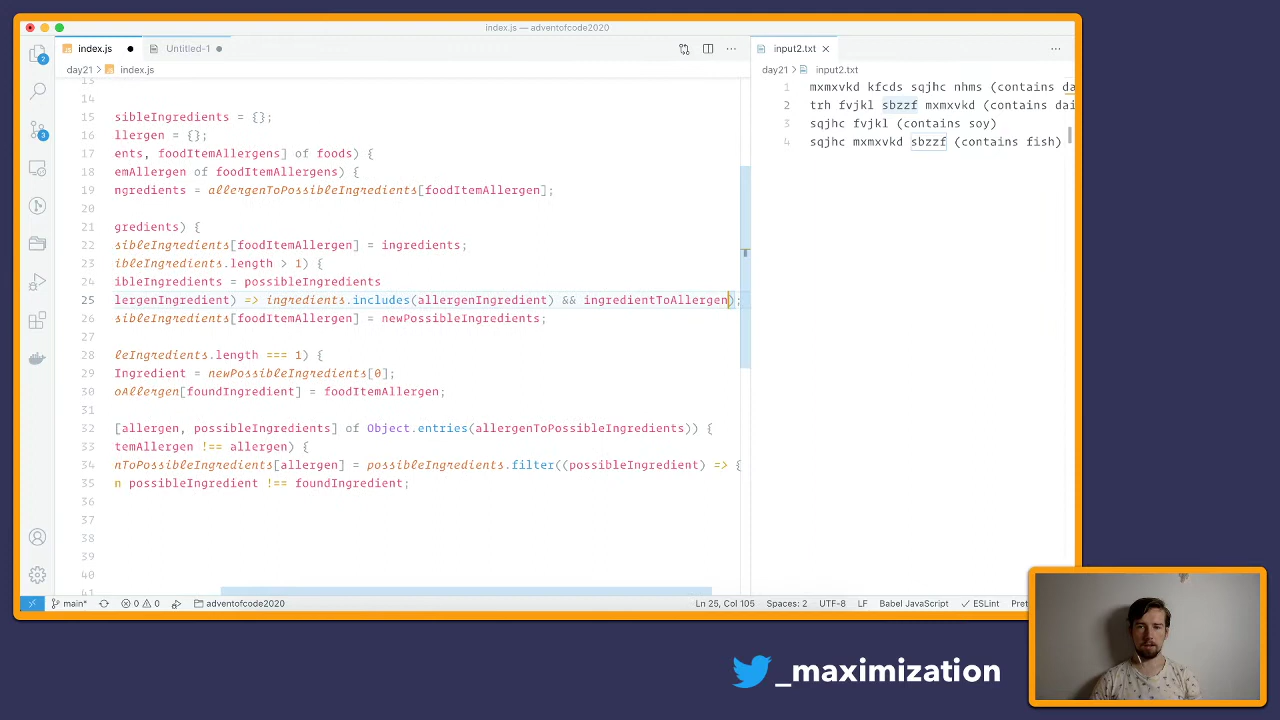 index.js — adventofcode2020
index.js
Untitled-1
input2.txt
day21 > index.js
day21 > input2.txt
13
14
15 sibleIngredients = {};
16 llergen = {};
17 ents, foodItemAllergens] of foods) {
18 emAllergen of foodItemAllergens) {
19 ngredients = allergenToPossibleIngredients[foodItemAllergen];
20
21 gredients) {
22 sibleIngredients[foodItemAllergen] = ingredients;
23 ibleIngredients.length > 1) {
24 ibleIngredients = possibleIngredients
25 lergenIngredient) => ingredients.includes(allergenIngredient) && ingredientToAllergen);
26 sibleIngredients[foodItemAllergen] = newPossibleIngredients;
27
28 leIngredients.length === 1) {
29 Ingredient = newPossibleIngredients[0];
30 oAllergen[foundIngredient] = foodItemAllergen;
31
32 [allergen, possibleIngredients] of Object.entries(allergenToPossibleIngredients)) {
33 temAllergen !== allergen) {
34 nToPossibleIngredients[allergen] = possibleIngredients.filter((possibleIngredient) => {
35 n possibleIngredient !== foundIngredient;
36
37
38
39
40
41
1 mxmxvkd kfcds sqjhc nhms (contains da
2 trh fvjkl sbzzf mxmxvkd (contains dai
3 sqjhc fvjkl (contains soy)
4 sqjhc mxmxvkd sbzzf (contains fish)
2
3
main* 0 0 adventofcode2020
Ln 25, Col 105 Spaces: 2 UTF-8 LF Babel JavaScript ESLint Pret
_maximization